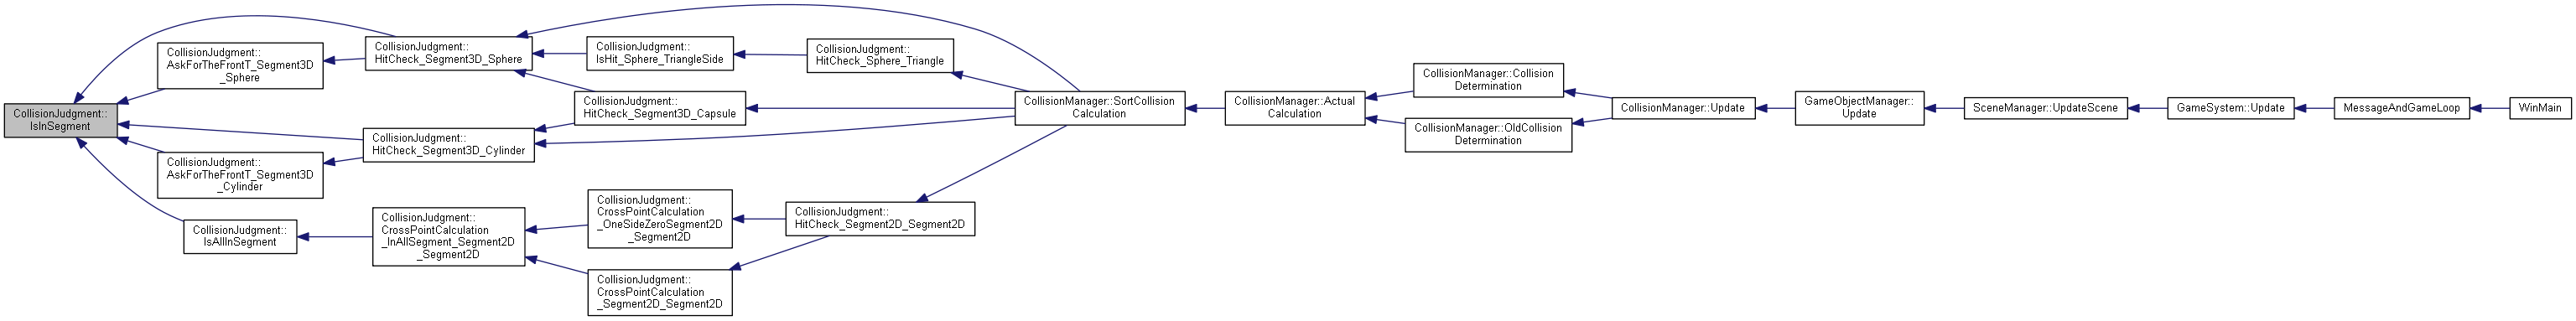 CollisionJudgment::
IsInSegment
CollisionJudgment::
AskForTheFrontT_Segment3D
_Sphere
CollisionJudgment::
HitCheck_Segment3D_Sphere
CollisionJudgment::
IsHit_Sphere_TriangleSide
CollisionJudgment::
HitCheck_Sphere_Triangle
CollisionJudgment::
HitCheck_Segment3D_Capsule
CollisionJudgment::
HitCheck_Segment3D_Cylinder
CollisionJudgment::
AskForTheFrontT_Segment3D
_Cylinder
CollisionJudgment::
IsAllInSegment
CollisionJudgment::
CrossPointCalculation
_InAllSegment_Segment2D
_Segment2D
CollisionJudgment::
CrossPointCalculation
_OneSideZeroSegment2D
_Segment2D
CollisionJudgment::
CrossPointCalculation
_Segment2D_Segment2D
CollisionJudgment::
HitCheck_Segment2D_Segment2D
CollisionManager::SortCollision
Calculation
CollisionManager::Actual
Calculation
CollisionManager::Collision
Determination
CollisionManager::OldCollision
Determination
CollisionManager::Update
GameObjectManager::
Update
SceneManager::UpdateScene
GameSystem::Update
MessageAndGameLoop
WinMain